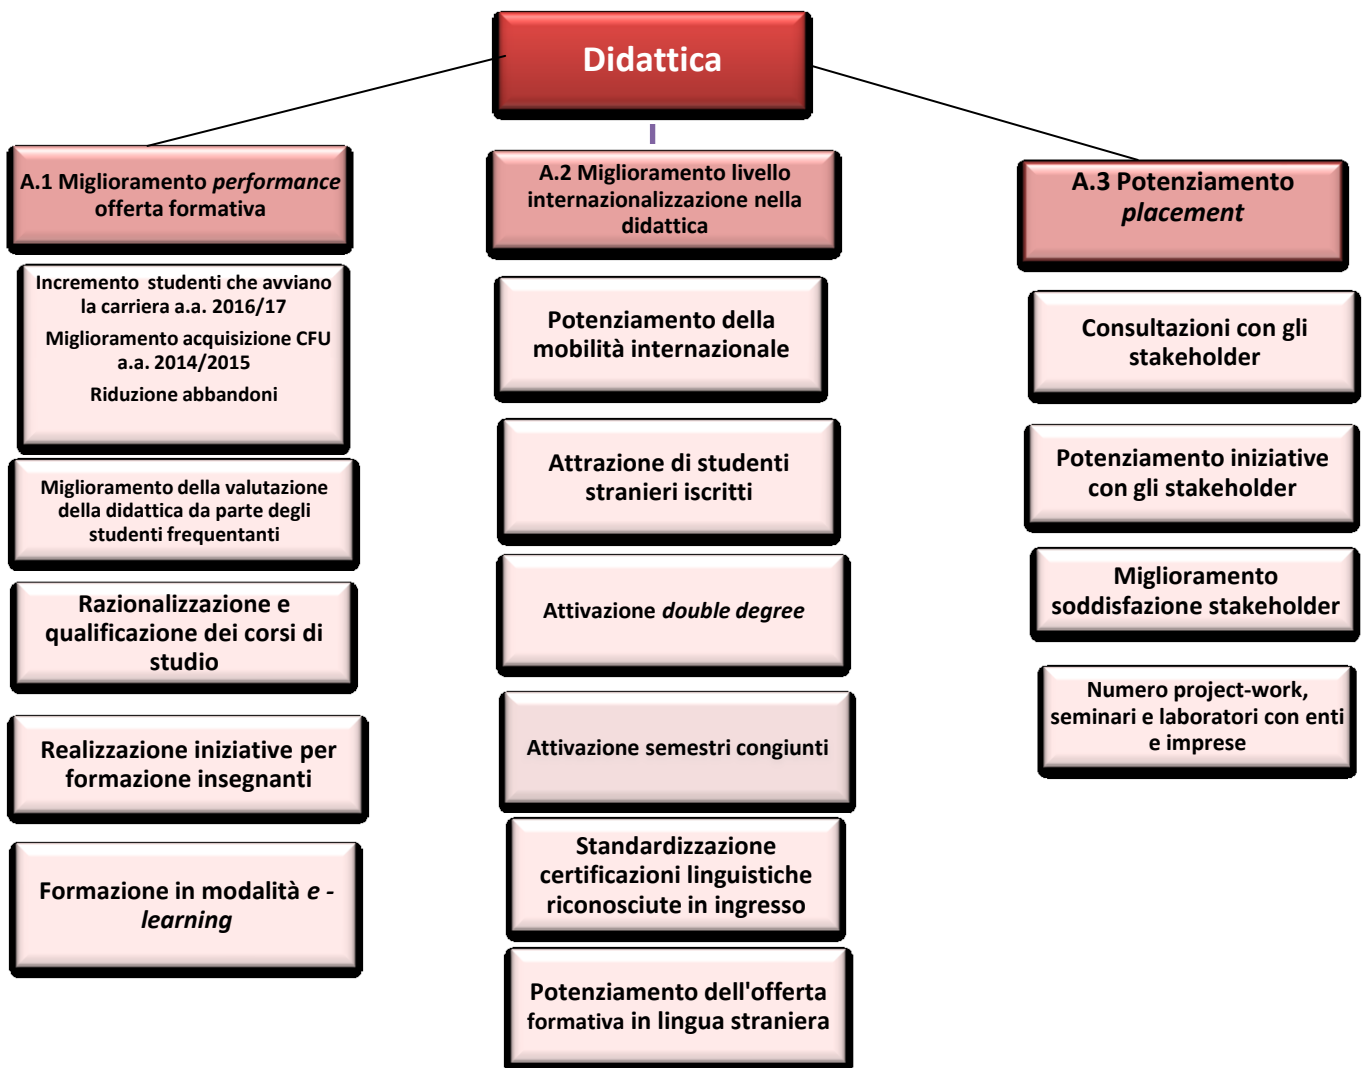 Didattica
A.1 Miglioramento performance
offerta formativa
Incremento studenti che avviano
la carriera a.a. 2016/17
Miglioramento acquisizione CFU
a.a. 2014/2015
Riduzione abbandoni
Miglioramento della valutazione
della didattica da parte degli
studenti frequentanti
Razionalizzazione e
qualificazione dei corsi di
studio
Realizzazione iniziative per
formazione insegnanti
Formazione in modalità e -
learning
A.2 Miglioramento livello
internazionalizzazione nella
didattica
Potenziamento della
mobilità internazionale
Attrazione di studenti
stranieri iscritti
Attivazione double degree
Attivazione semestri congiunti
Standardizzazione
certificazioni linguistiche
riconosciute in ingresso
Potenziamento dell'offerta
formativa in lingua straniera
A.3 Potenziamento
placement
Consultazioni con gli
stakeholder
Potenziamento iniziative
con gli stakeholder
Miglioramento
soddisfazione stakeholder
Numero project-work,
seminari e laboratori con enti
e imprese